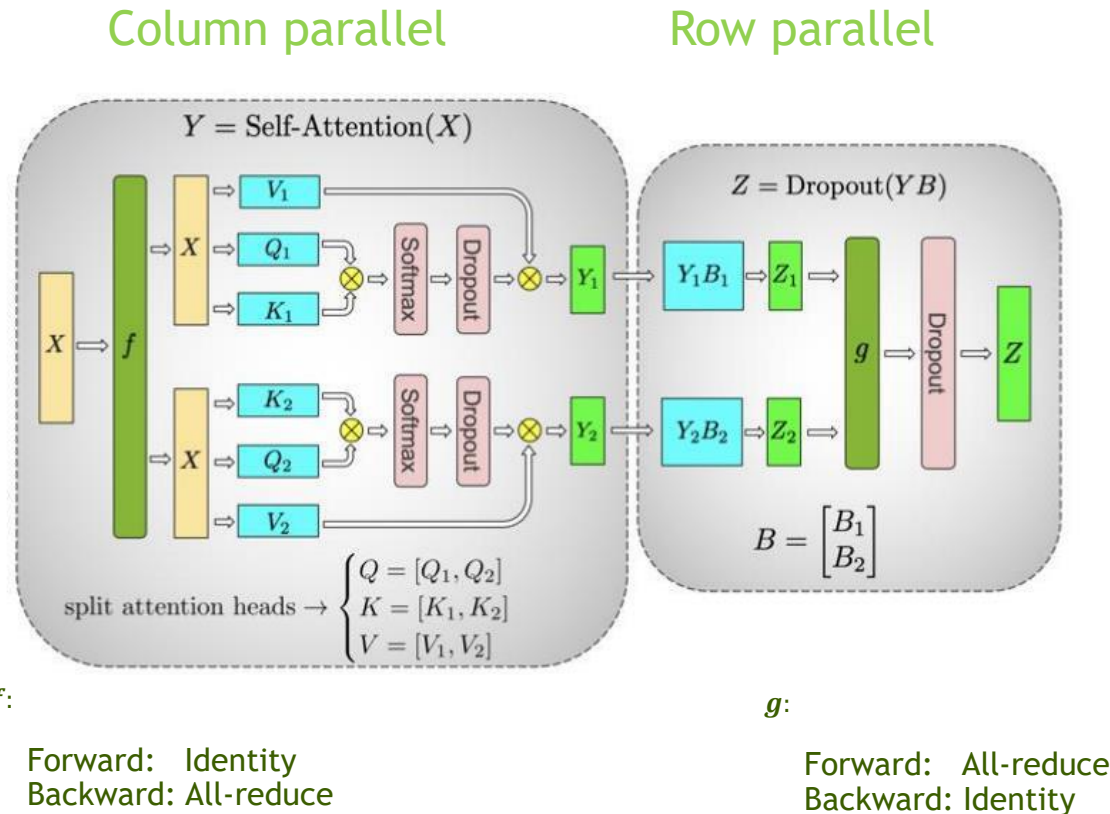 Column parallel
Row parallel
Y = Self-Attention(X)
X
f
X
V₁
Q₁
K₁
Softmax
Dropout
Y₁
X
K₂
Q₂
V₂
Softmax
Dropout
Y₂
split attention heads → { Q = [Q₁, Q₂]
K = [K₁, K₂]
V = [V₁, V₂]
Z = Dropout(YB)
Y₁B₁
Z₁
Y₂B₂
Z₂
g
Dropout
Z
B = [B₁
B₂]
f:
Forward: Identity
Backward: All-reduce
g:
Forward: All-reduce
Backward: Identity